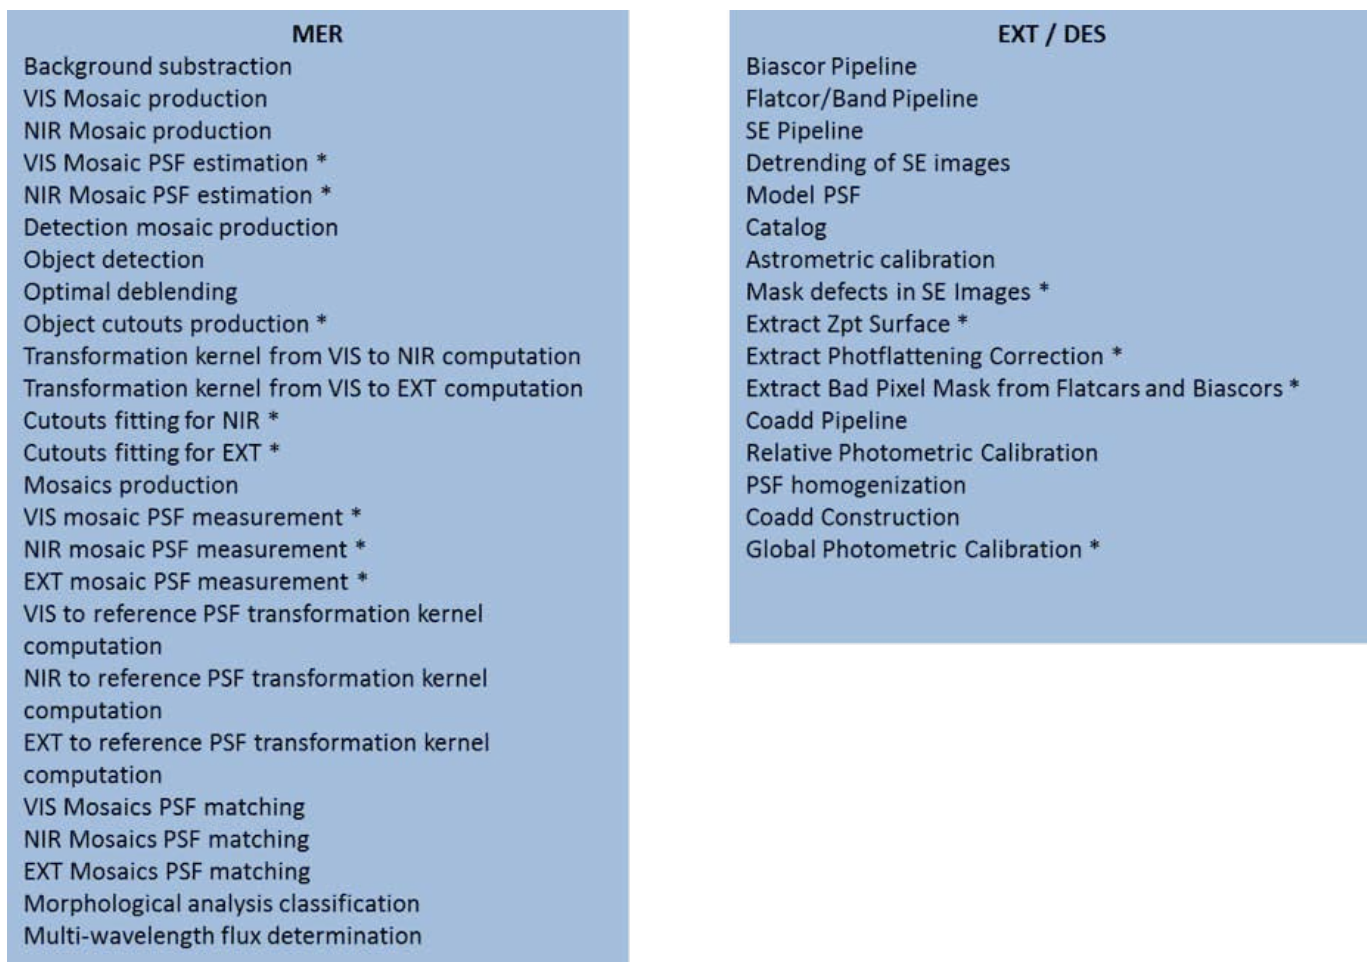 MER
Background substraction
VIS Mosaic production
NIR Mosaic production
VIS Mosaic PSF estimation *
NIR Mosaic PSF estimation *
Detection mosaic production
Object detection
Optimal deblending
Object cutouts production *
Transformation kernel from VIS to NIR computation
Transformation kernel from VIS to EXT computation
Cutouts fitting for NIR *
Cutouts fitting for EXT *
Mosaics production
VIS mosaic PSF measurement *
NIR mosaic PSF measurement *
EXT mosaic PSF measurement *
VIS to reference PSF transformation kernel
computation
NIR to reference PSF transformation kernel
computation
EXT to reference PSF transformation kernel
computation
VIS Mosaics PSF matching
NIR Mosaics PSF matching
EXT Mosaics PSF matching
Morphological analysis classification
Multi-wavelength flux determination
EXT / DES
Biascor Pipeline
Flatcor/Band Pipeline
SE Pipeline
Detrending of SE images
Model PSF
Catalog
Astrometric calibration
Mask defects in SE Images *
Extract Zpt Surface *
Extract Photflattening Correction *
Extract Bad Pixel Mask from Flatcars and Biascors *
Coadd Pipeline
Relative Photometric Calibration
PSF homogenization
Coadd Construction
Global Photometric Calibration *